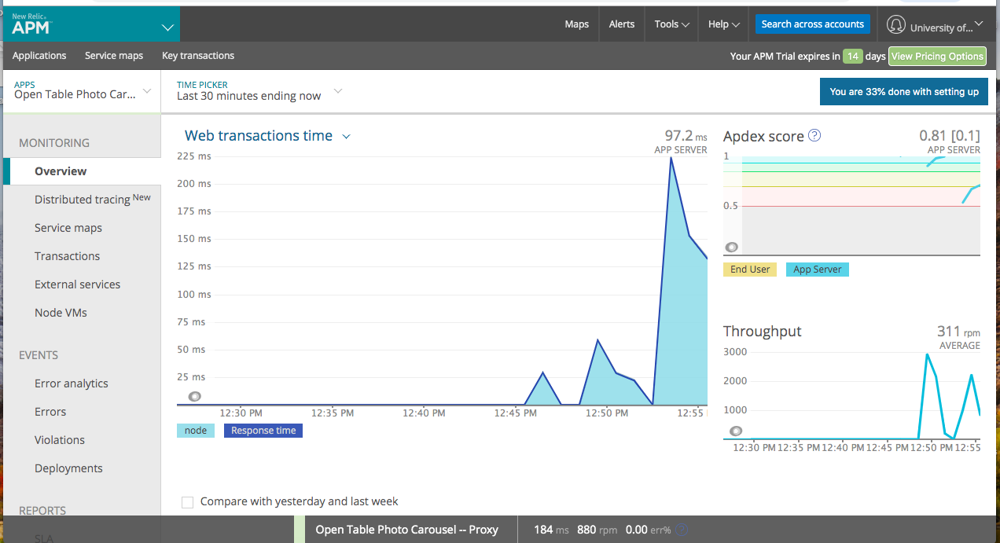 New Relic®
APM™
Maps
Alerts
Tools
Help
Search across accounts
University of...
Applications
Service maps
Key transactions
Your APM Trial expires in 14 days
View Pricing Options
APPS
Open Table Photo Car...
TIME PICKER
Last 30 minutes ending now
You are 33% done with setting up
MONITORING
Overview
Distributed tracing New
Service maps
Transactions
External services
Node VMs
EVENTS
Error analytics
Errors
Violations
Deployments
REPORTS
SLA
Web transactions time
97.2 ms
APP SERVER
225 ms
200 ms
175 ms
150 ms
125 ms
100 ms
75 ms
50 ms
25 ms
12:30 PM 12:35 PM 12:40 PM 12:45 PM 12:50 PM 12:55
node
Response time
Compare with yesterday and last week
Apdex score ?
0.81 [0.1]
APP SERVER
1
0.5
End User
App Server
Throughput
311 rpm
AVERAGE
3000
2000
1000
12:30 PM 12:35 PM 12:40 PM 12:45 PM 12:50 PM 12:55
Open Table Photo Carousel -- Proxy
184 ms 880 rpm 0.00 err% ?